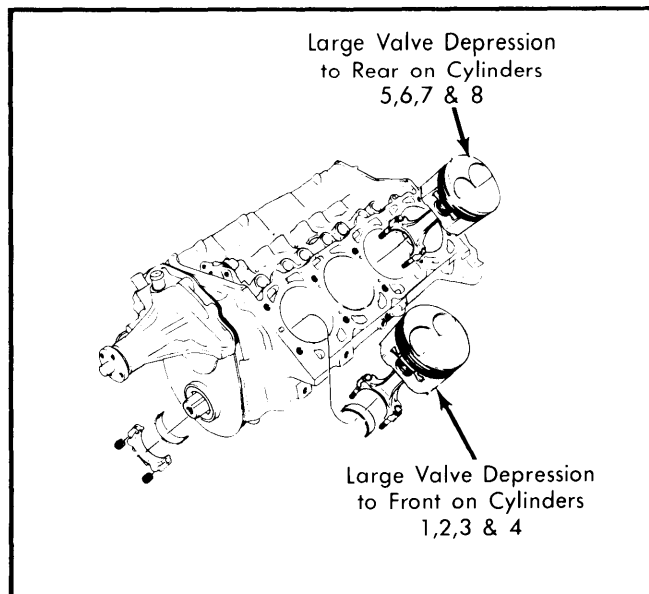 Large Valve Depression
to Rear on Cylinders
5,6,7 & 8
Large Valve Depression
to Front on Cylinders
1,2,3 & 4